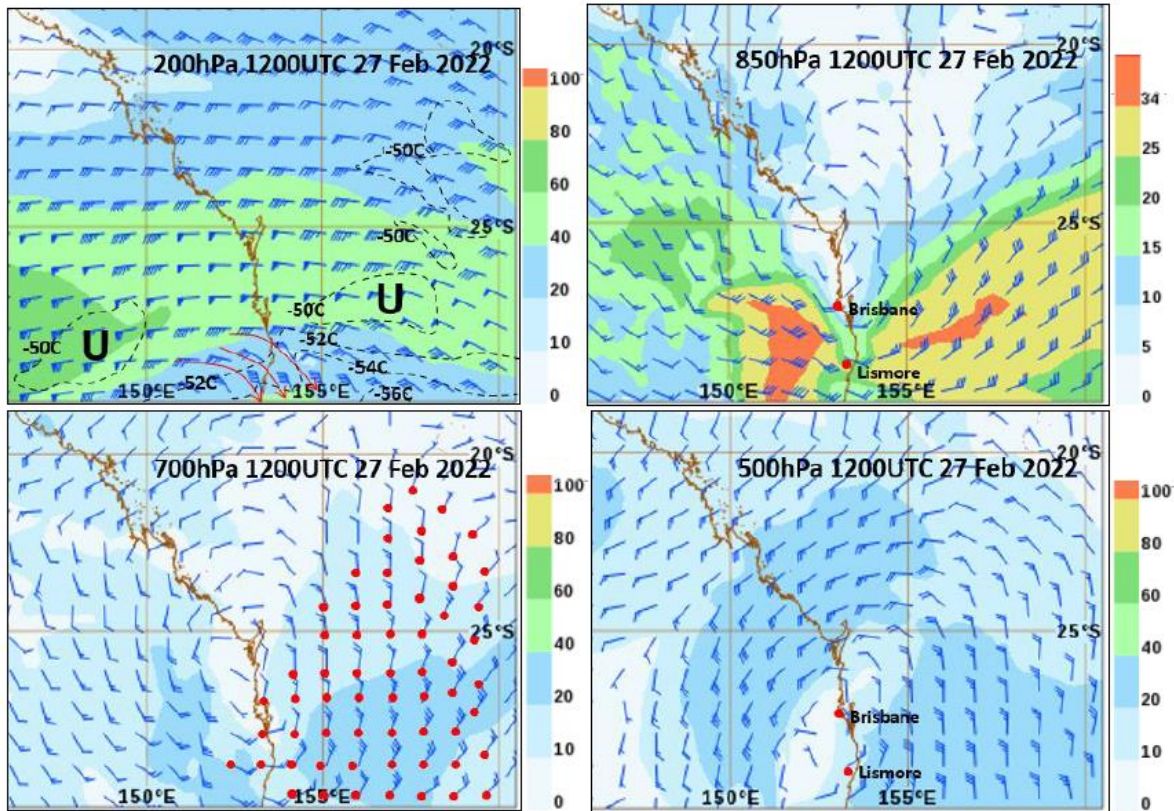 200hPa 1200UTC 27 Feb 2022
20°S
25°S
-50C
-50C
U
-50C
U
-50C
-52C
-54C
-52C
-56C
150°E
155°E
100
80
60
40
20
10
0
850hPa 1200UTC 27 Feb 2022
20°S
25°S
Brisbane
Lismore
150°E
155°E
34
25
20
15
10
5
0
700hPa 1200UTC 27 Feb 2022
20°S
25°S
150°E
155°E
100
80
60
40
20
10
0
500hPa 1200UTC 27 Feb 2022
20°S
25°S
Brisbane
Lismore
150°E
155°E
100
80
60
40
20
10
0